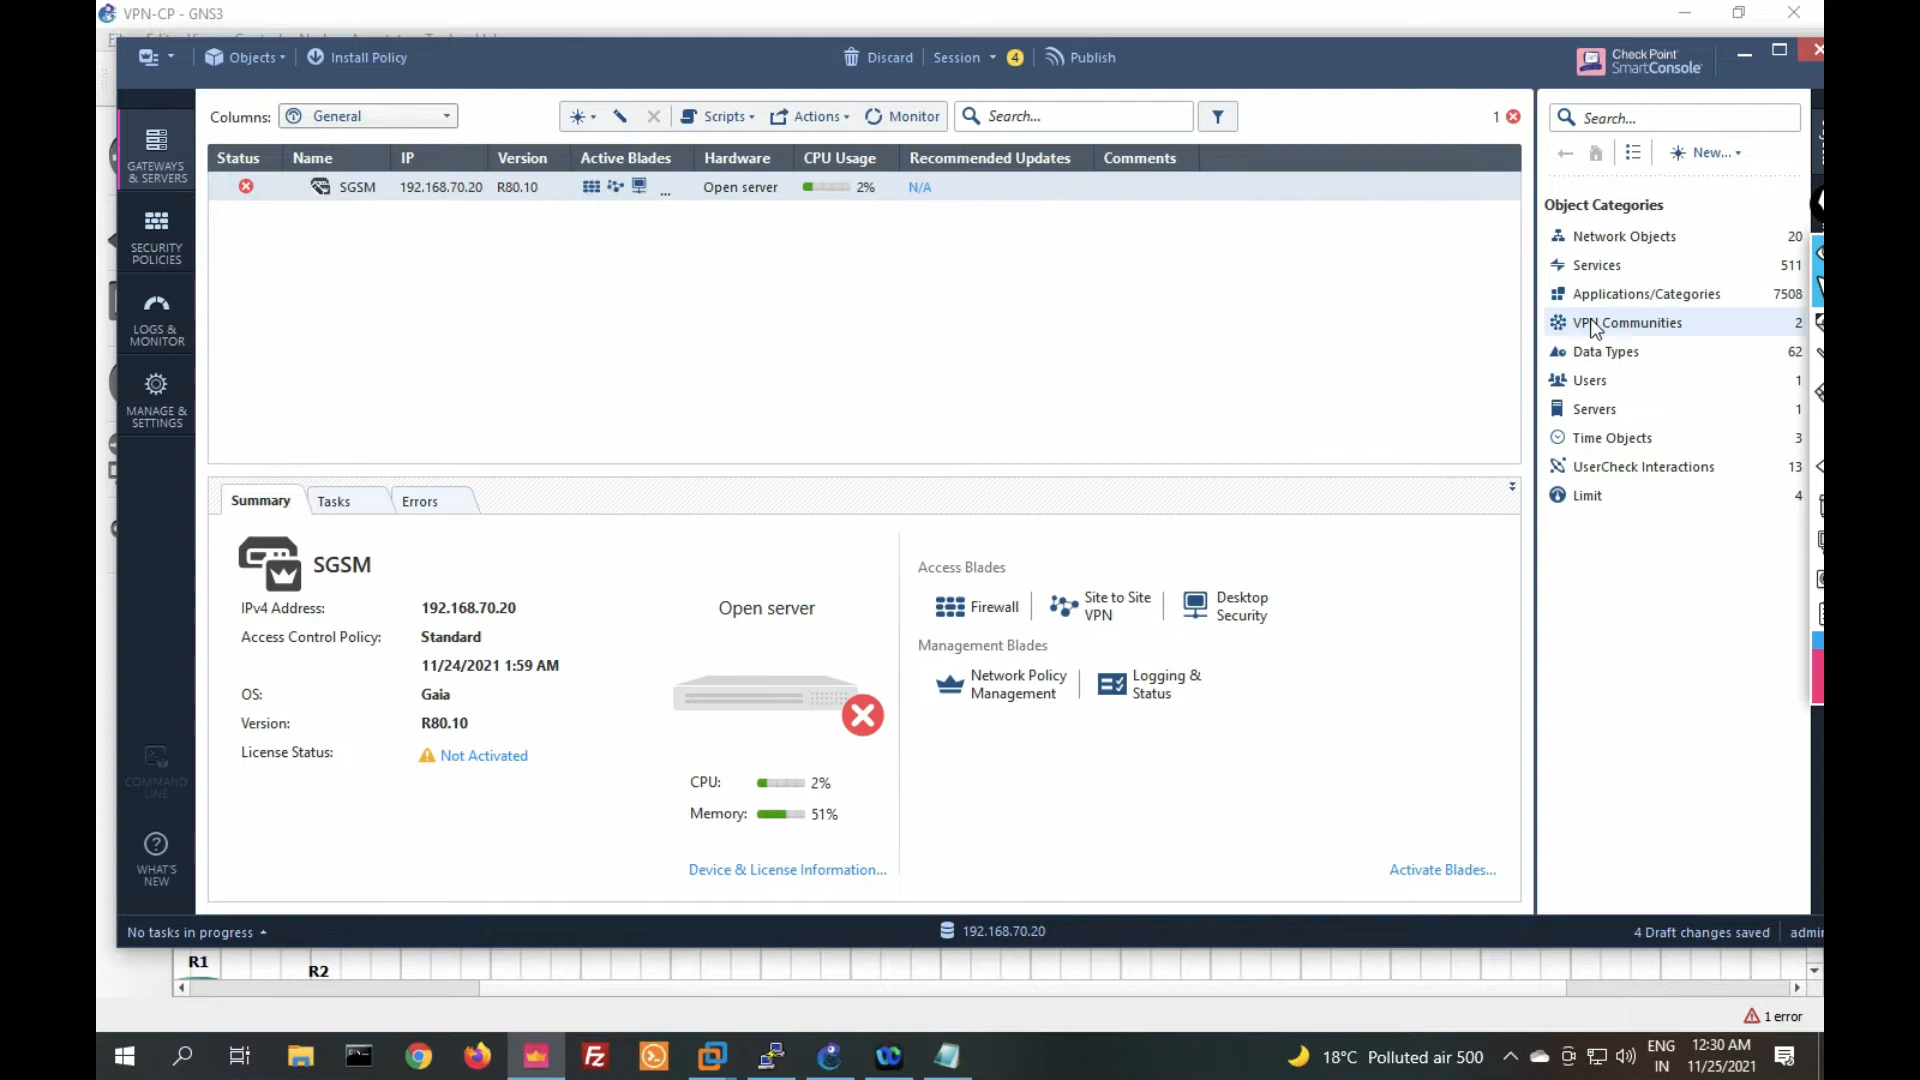 VPN-CP - GNS3
Objects
Install Policy
Discard
Session
4
Publish
Check Point
SmartConsole
GATEWAYS
& SERVERS
SECURITY
POLICIES
LOGS &
MONITOR
MANAGE &
SETTINGS
COMMAND
LINE
WHAT'S
NEW
Columns:
General
Scripts
Actions
Monitor
Search...
1
Status
Name
IP
Version
Active Blades
Hardware
CPU Usage
Recommended Updates
Comments
SGSM
192.168.70.20
R80.10
...
Open server
2%
N/A
Summary
Tasks
Errors
SGSM
IPv4 Address:
192.168.70.20
Access Control Policy:
Standard
11/24/2021 1:59 AM
OS:
Gaia
Version:
R80.10
License Status:
Not Activated
Open server
CPU:
2%
Memory:
51%
Device & License Information...
Access Blades
Firewall
Site to Site
VPN
Desktop
Security
Management Blades
Network Policy
Management
Logging &
Status
Activate Blades...
Search...
New...
Object Categories
Network Objects 20
Services 511
Applications/Categories 7508
VPN Communities 2
Data Types 62
Users 1
Servers 1
Time Objects 3
UserCheck Interactions 13
Limit 4
No tasks in progress
192.168.70.20
4 Draft changes saved
R1
R2
1 error
18°C Polluted air 500
ENG
IN
12:30 AM
11/25/2021